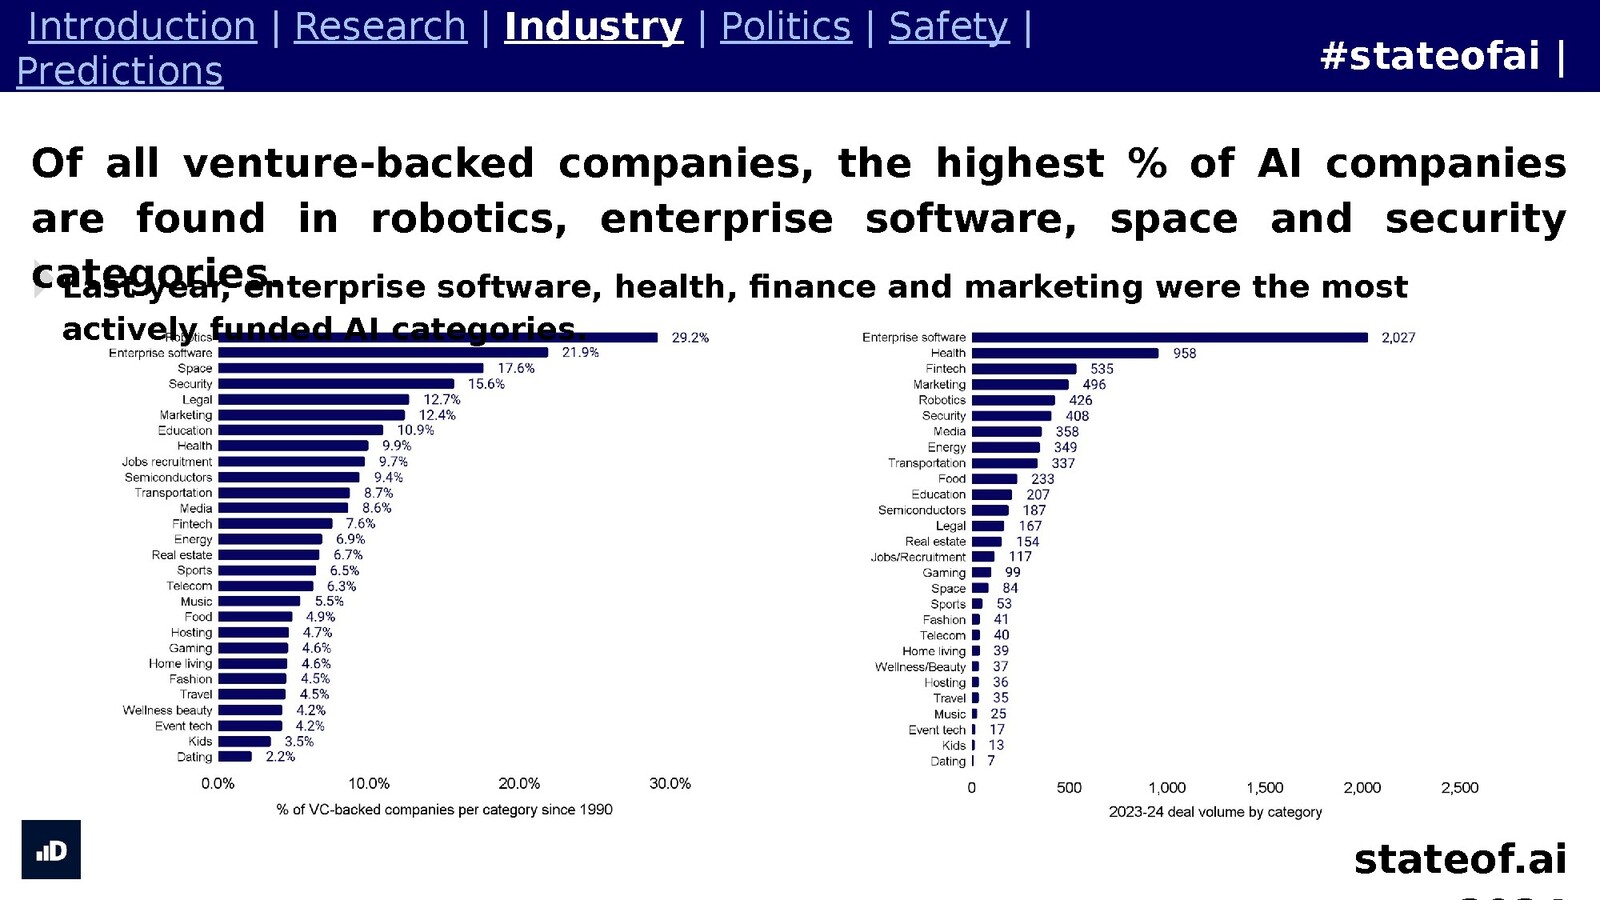 Introduction | Research | Industry | Politics | Safety |
Predictions
#stateofai |
Of all venture-backed companies, the highest % of AI companies
are found in robotics, enterprise software, space and security
categories.
Last year, enterprise software, health, finance and marketing were the most
actively funded AI categories.
Robotics 29.2%
Enterprise software 21.9%
Space 17.6%
Security 15.6%
Legal 12.7%
Marketing 12.4%
Education 10.9%
Health 9.9%
Jobs recruitment 9.7%
Semiconductors 9.4%
Transportation 8.7%
Media 8.6%
Fintech 7.6%
Energy 6.9%
Real estate 6.7%
Sports 6.5%
Telecom 6.3%
Music 5.5%
Food 4.9%
Hosting 4.7%
Gaming 4.6%
Home living 4.6%
Fashion 4.5%
Travel 4.5%
Wellness beauty 4.2%
Event tech 4.2%
Kids 3.5%
Dating 2.2%
0.0% 10.0% 20.0% 30.0%
% of VC-backed companies per category since 1990
Enterprise software 2,027
Health 958
Fintech 535
Marketing 496
Robotics 426
Security 408
Media 358
Energy 349
Transportation 337
Food 233
Education 207
Semiconductors 187
Legal 167
Real estate 154
Jobs/Recruitment 117
Gaming 99
Space 84
Sports 53
Fashion 41
Telecom 40
Home living 39
Wellness/Beauty 37
Hosting 36
Travel 35
Music 25
Event tech 17
Kids 13
Dating 7
0 500 1,000 1,500 2,000 2,500
2023-24 deal volume by category
D
stateof.ai